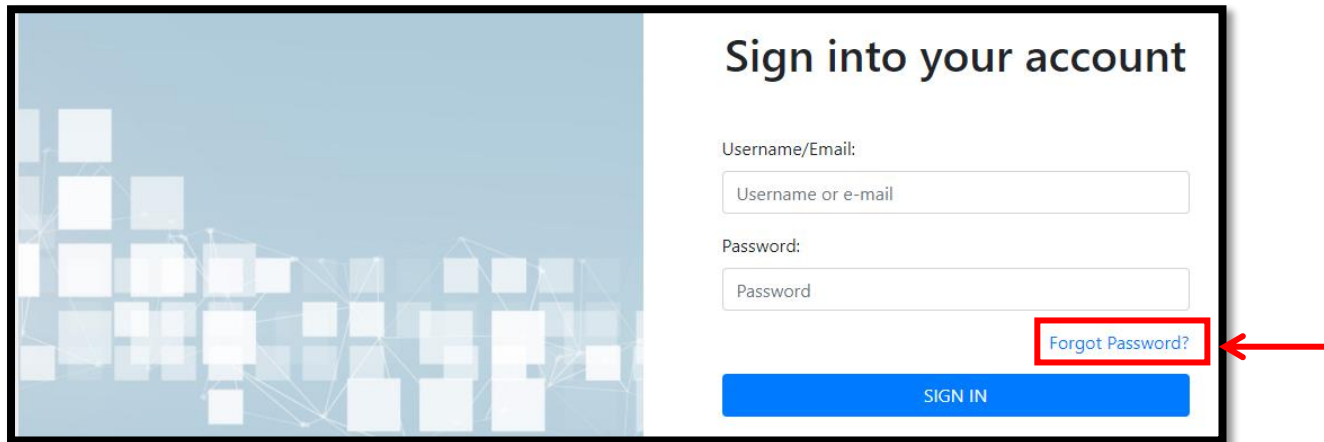 Sign into your account
Username/Email:
Username or e-mail
Password:
Password
Forgot Password?
SIGN IN